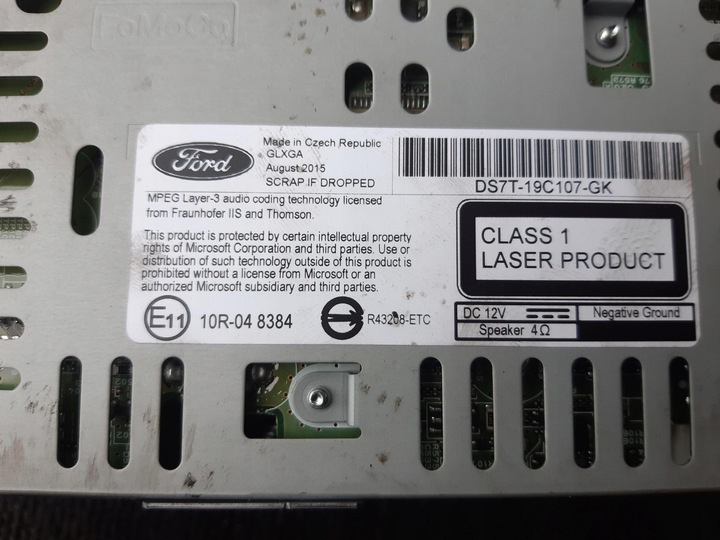 FoMoCo
Ford
Made in Czech Republic
GLXGA
August 2015
SCRAP IF DROPPED
DS7T-19C107-GK
MPEG Layer-3 audio coding technology licensed
from Fraunhofer IIS and Thomson.
This product is protected by certain intellectual property
rights of Microsoft Corporation and third parties. Use or
distribution of such technology outside of this product is
prohibited without a license from Microsoft or an
authorized Microsoft subsidiary and third parties.
CLASS 1
LASER PRODUCT
E11 10R-04 8384
R43208-ETC
DC 12V
Negative Ground
Speaker 4Ω